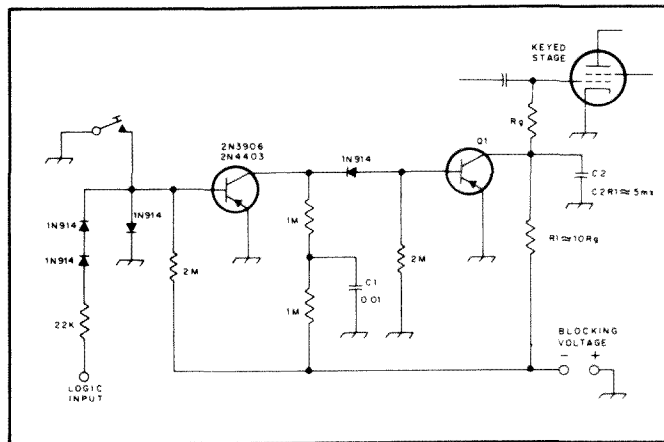 KEYED
STAGE
Rg
2N3906
2N4403
1N914
Q1
C2
C2R1≈5ms
1N914
1N914
1M
1N914
2M
C1
0.01
2M
R1≈10Rg
1M
22K
BLOCKING
VOLTAGE
- +
LOGIC
INPUT